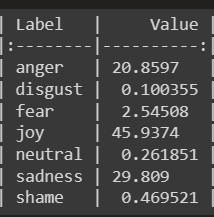 | Label    |      Value |
|:---------|-----------:|
| anger    | 20.8597    |
| disgust  |  0.100355  |
| fear     |  2.54508   |
| joy      | 45.9374    |
| neutral  |  0.261851  |
| sadness  | 29.809     |
| shame    |  0.469521  |